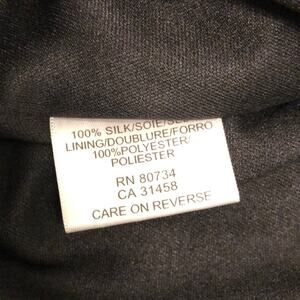 100% SILK/SOIE/
LINING/DOUBLURE/FORRO
100%POLYESTER/
POLIESTER
RN 80734
CA 31458
CARE ON REVERSE